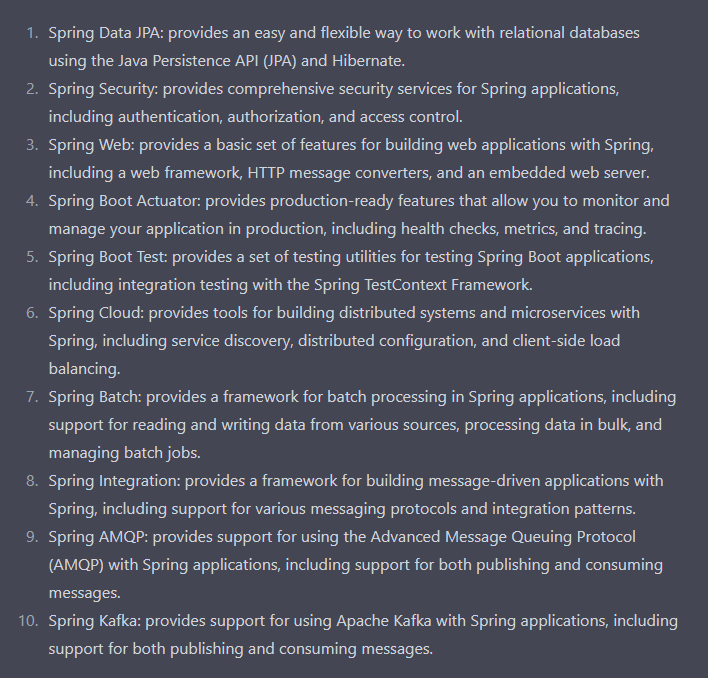 1. Spring Data JPA: provides an easy and flexible way to work with relational databases
using the Java Persistence API (JPA) and Hibernate.
2. Spring Security: provides comprehensive security services for Spring applications,
including authentication, authorization, and access control.
3. Spring Web: provides a basic set of features for building web applications with Spring,
including a web framework, HTTP message converters, and an embedded web server.
4. Spring Boot Actuator: provides production-ready features that allow you to monitor and
manage your application in production, including health checks, metrics, and tracing.
5. Spring Boot Test: provides a set of testing utilities for testing Spring Boot applications,
including integration testing with the Spring TestContext Framework.
6. Spring Cloud: provides tools for building distributed systems and microservices with
Spring, including service discovery, distributed configuration, and client-side load
balancing.
7. Spring Batch: provides a framework for batch processing in Spring applications, including
support for reading and writing data from various sources, processing data in bulk, and
managing batch jobs.
8. Spring Integration: provides a framework for building message-driven applications with
Spring, including support for various messaging protocols and integration patterns.
9. Spring AMQP: provides support for using the Advanced Message Queuing Protocol
(AMQP) with Spring applications, including support for both publishing and consuming
messages.
10. Spring Kafka: provides support for using Apache Kafka with Spring applications, including
support for both publishing and consuming messages.